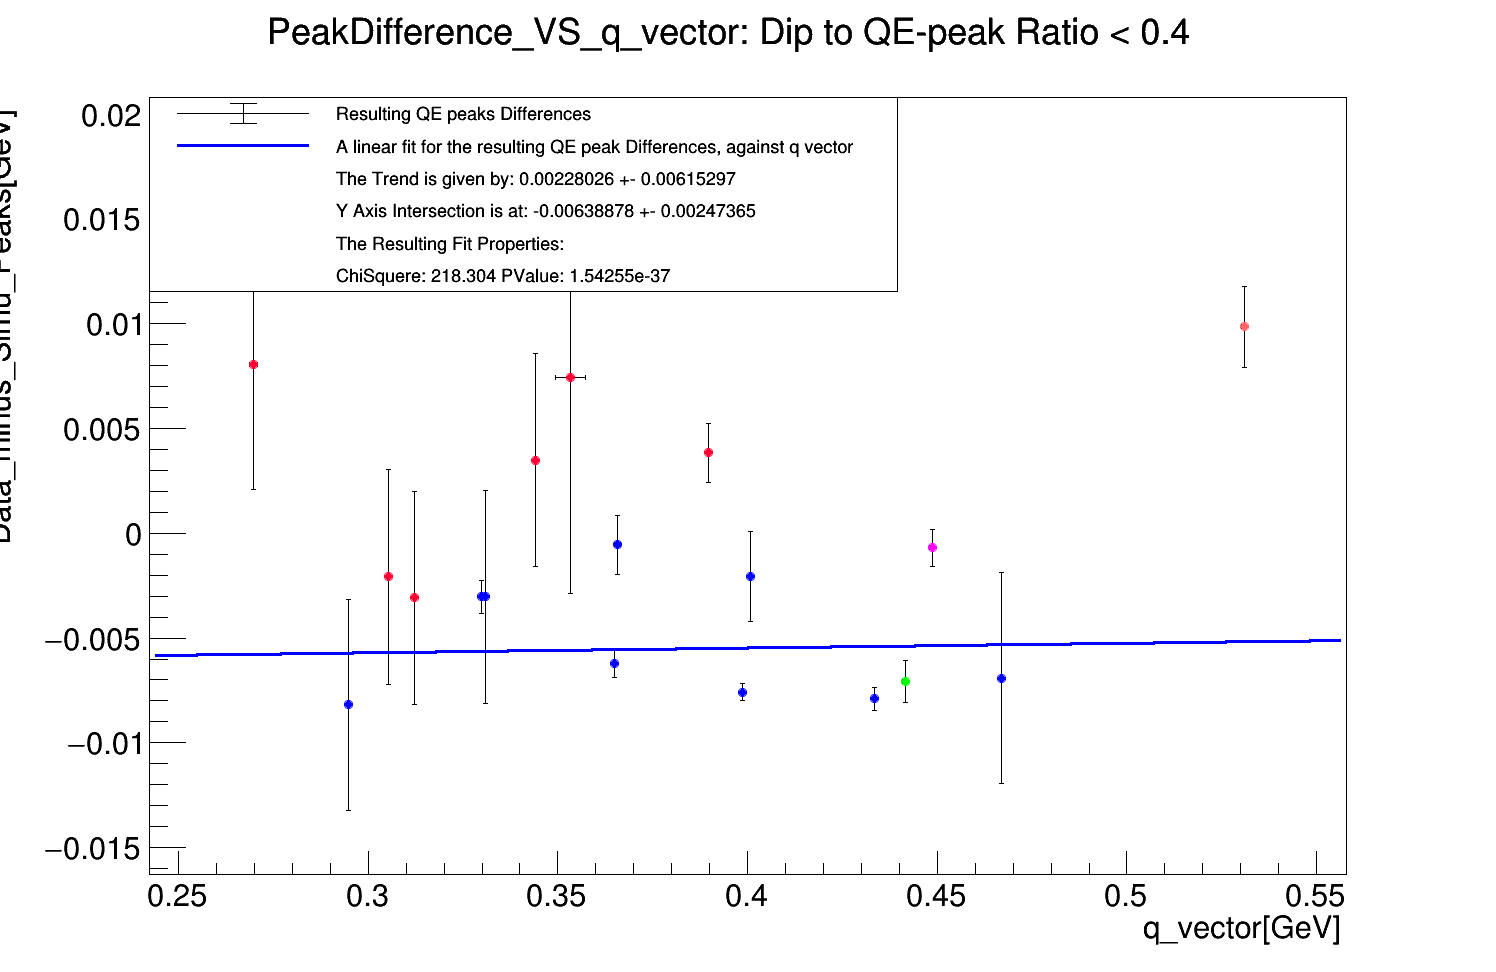 PeakDifference_VS_q_vector: Dip to QE-peak Ratio < 0.4
Resulting QE peaks Differences
A linear fit for the resulting QE peak Differences, against q vector
The Trend is given by: 0.00228026 +- 0.00615297
Y Axis Intersection is at: -0.00638878 +- 0.00247365
The Resulting Fit Properties:
ChiSquere: 218.304 PValue: 1.54255e-37
Data_minus_Simu_Peaks[GeV]
0.02
0.015
0.01
0.005
0
−0.005
−0.01
−0.015
0.25 0.3 0.35 0.4 0.45 0.5 0.55
q_vector[GeV]